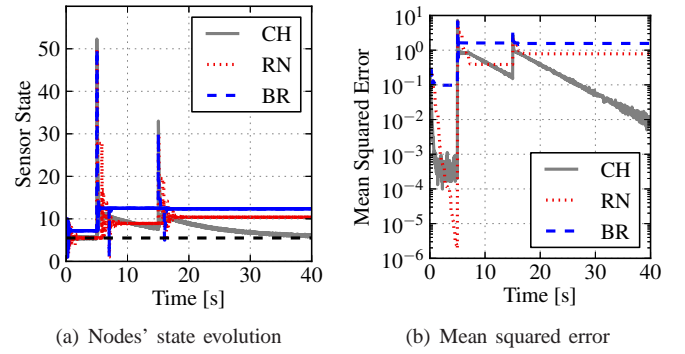 CH
RN
BR
50
40
30
20
10
0
0 10 20 30 40
Sensor State
Time [s]
(a) Nodes' state evolution
10^1
10^0
10^-1
10^-2
10^-3
10^-4
10^-5
10^-6
0 10 20 30 40
Mean Squared Error
CH
RN
BR
Time [s]
(b) Mean squared error